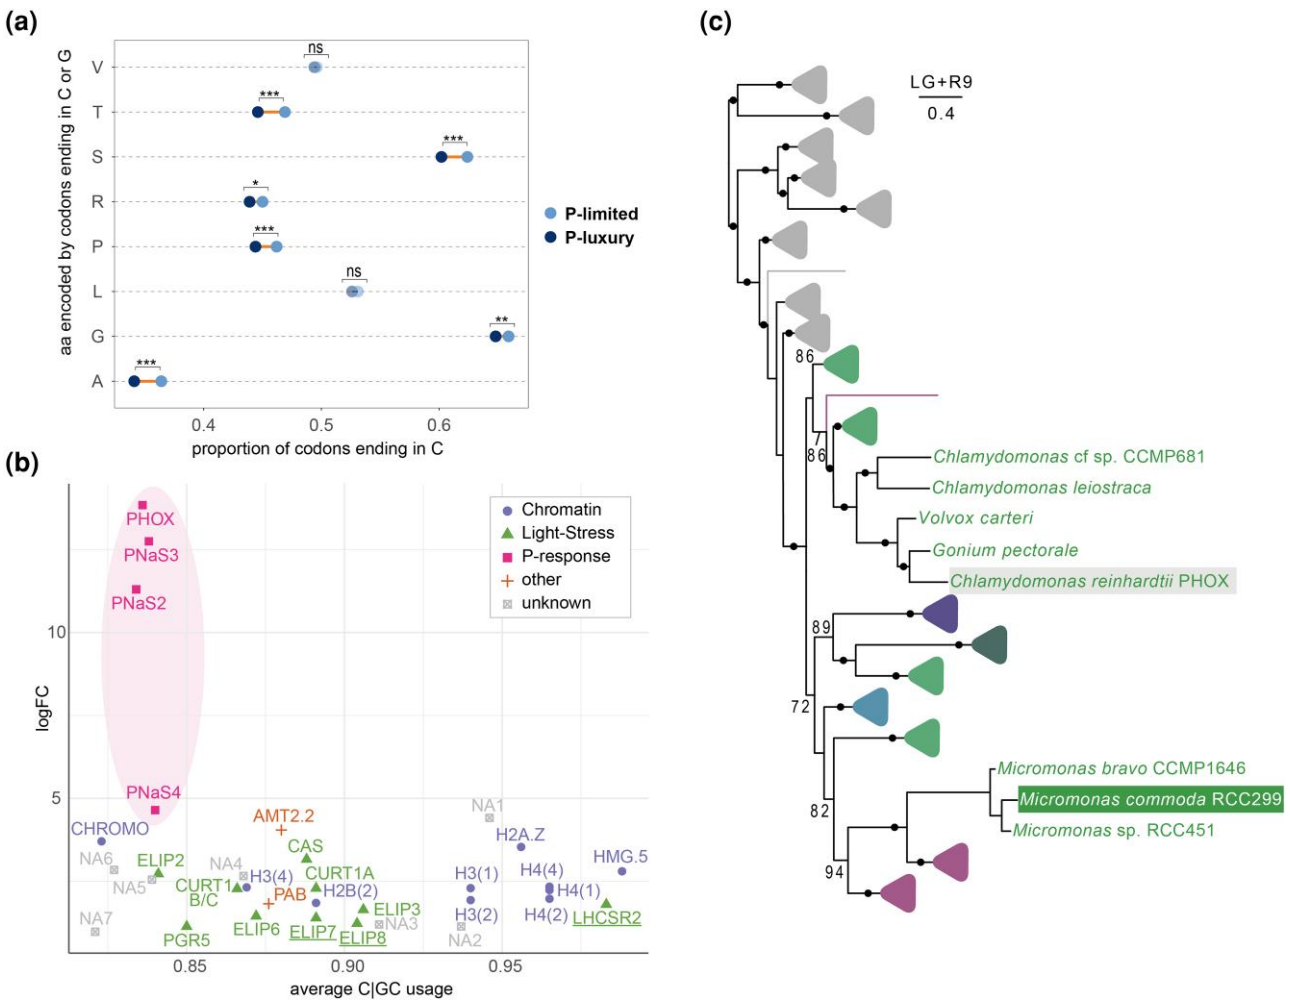 (a)
aa encoded by codons ending in C or G
V
T
S
R
P
L
G
A
ns
***
***
*
***
ns
**
***
0.4
0.5
0.6
proportion of codons ending in C
P-limited
P-luxury
(b)
logFC
10
5
PHOX
PNaS3
PNaS2
PNaS4
Chromatin
Light-Stress
P-response
other
unknown
CHROMO
NA6
NA5
NA7
ELIP2
CURT1
B/C
PGR5
NA4
H3(4)
AMT2.2
CAS
CURT1A
PAB
H2B(2)
ELIP6
ELIP7
ELIP3
ELIP8
NA3
NA1
H2A.Z
H3(1)
H3(2)
NA2
H4(4)
H4(1)
H4(2)
HMG.5
LHCSR2
0.85
0.90
0.95
average C|GC usage
(c)
LG+R9
0.4
86
86
Chlamydomonas cf sp. CCMP681
Chlamydomonas leiostraca
Volvox carteri
Gonium pectorale
Chlamydomonas reinhardtii PHOX
89
72
82
94
Micromonas bravo CCMP1646
Micromonas commoda RCC299
Micromonas sp. RCC451